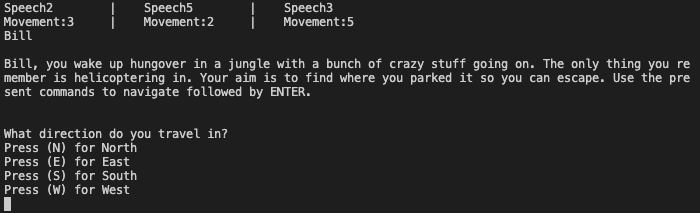 Speech2 | Speech5 | Speech3
Movement:3 | Movement:2 | Movement:5
Bill
Bill, you wake up hungover in a jungle with a bunch of crazy stuff going on. The only thing you re
member is helicoptering in. Your aim is to find where you parked it so you can escape. Use the pre
sent commands to navigate followed by ENTER.
What direction do you travel in?
Press (N) for North
Press (E) for East
Press (S) for South
Press (W) for West